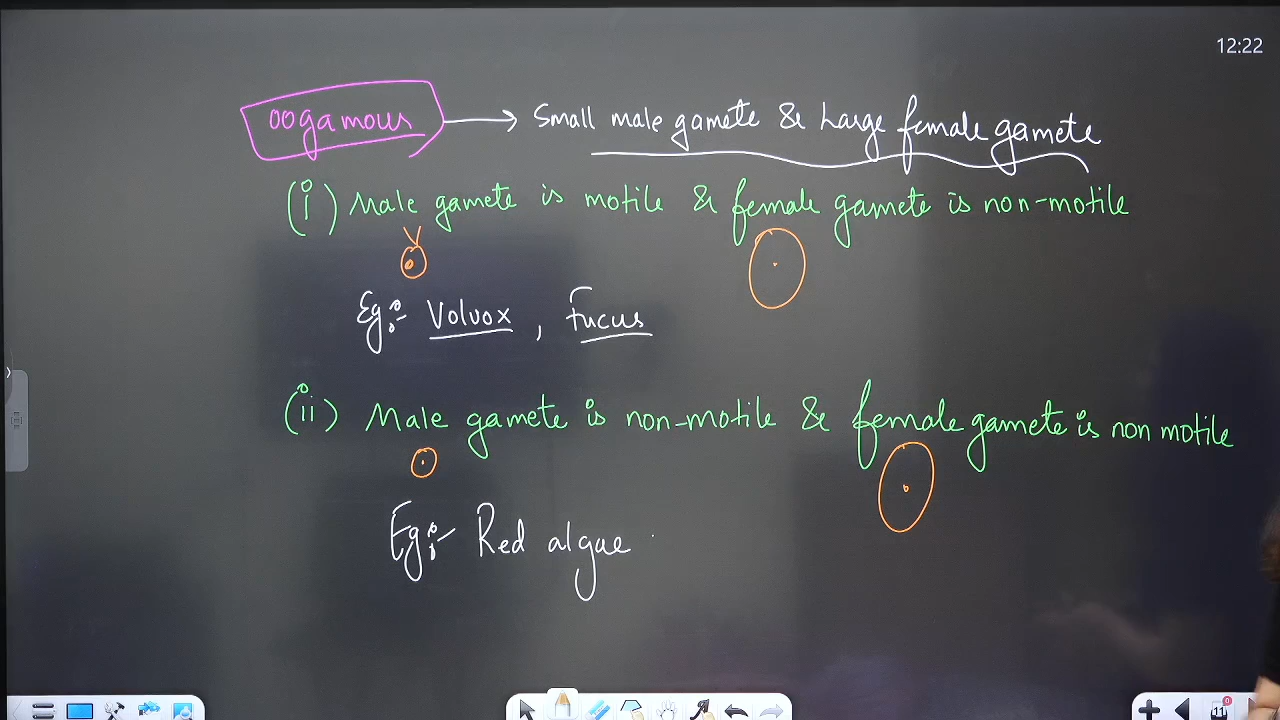 12:22
oogamous → Small male gamete & Large female gamete
(i) Male gamete is motile & female gamete is non-motile
Eg:- Volvox, Fucus
(ii) Male gamete is non-motile & female gamete is non motile
Eg:- Red algae
11